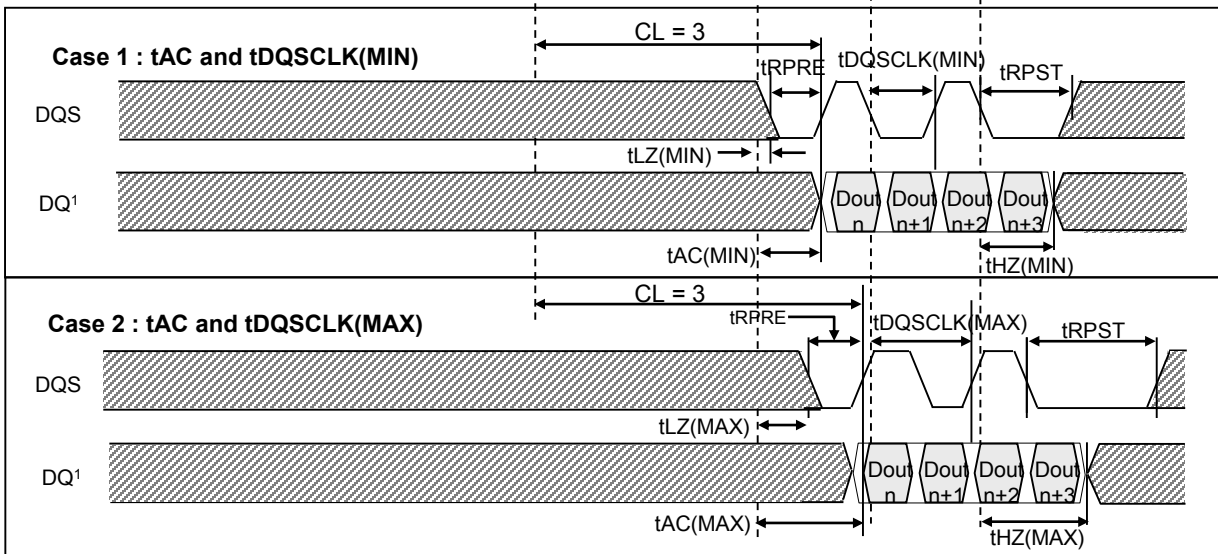 CL = 3
Case 1 : tAC and tDQSCLK(MIN)
tRPRE
tDQSCLK(MIN)
tRPST
DQS
tLZ(MIN)
DQ1
Dout n
Dout n+1
Dout n+2
Dout n+3
tAC(MIN)
tHZ(MIN)
CL = 3
Case 2 : tAC and tDQSCLK(MAX)
tRPRE
tDQSCLK(MAX)
tRPST
DQS
tLZ(MAX)
DQ1
Dout n
Dout n+1
Dout n+2
Dout n+3
tAC(MAX)
tHZ(MAX)